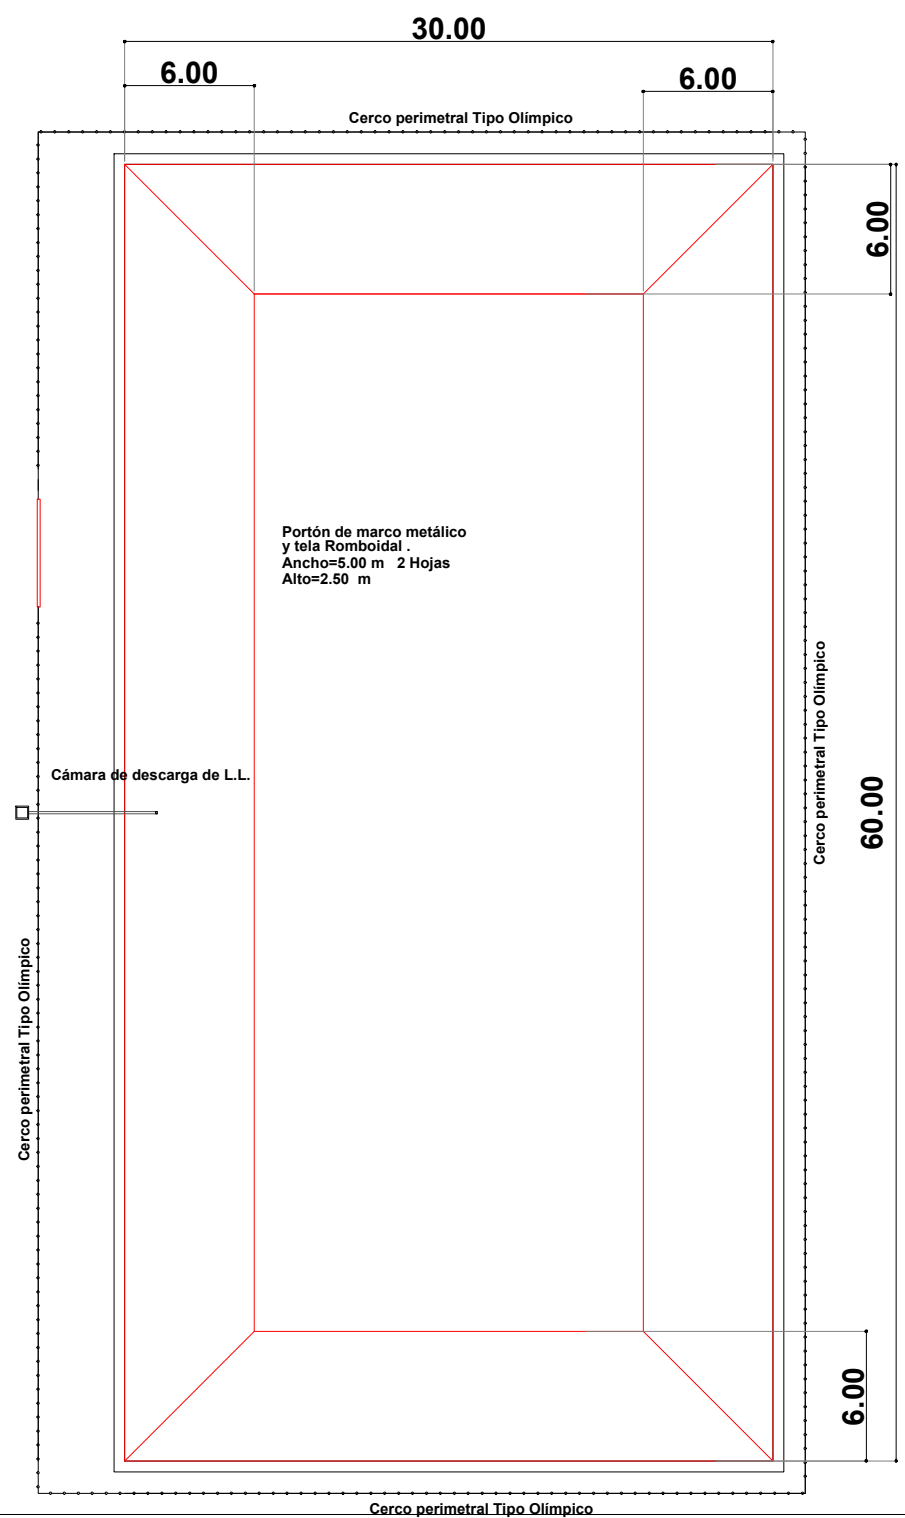 30.00
6.00
6.00
Cerco perimetral Tipo Olímpico
6.00
Portón de marco metálico
y tela Romboidal .
Ancho=5.00 m   2 Hojas
Alto=2.50  m
Cerco perimetral Tipo Olímpico
60.00
Cámara de descarga de L.L.
Cerco perimetral Tipo Olímpico
6.00
Cerco perimetral Tipo Olímpico